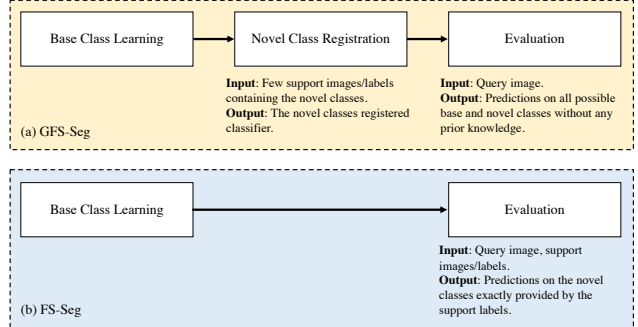 Base Class Learning
Novel Class Registration
Evaluation
Input: Few support images/labels
containing the novel classes.
Output: The novel classes registered
classifier.
Input: Query image.
Output: Predictions on all possible
base and novel classes without any
prior knowledge.
(a) GFS-Seg
Base Class Learning
Evaluation
Input: Query image, support
images/labels.
Output: Predictions on the novel
classes exactly provided by the
support labels.
(b) FS-Seg